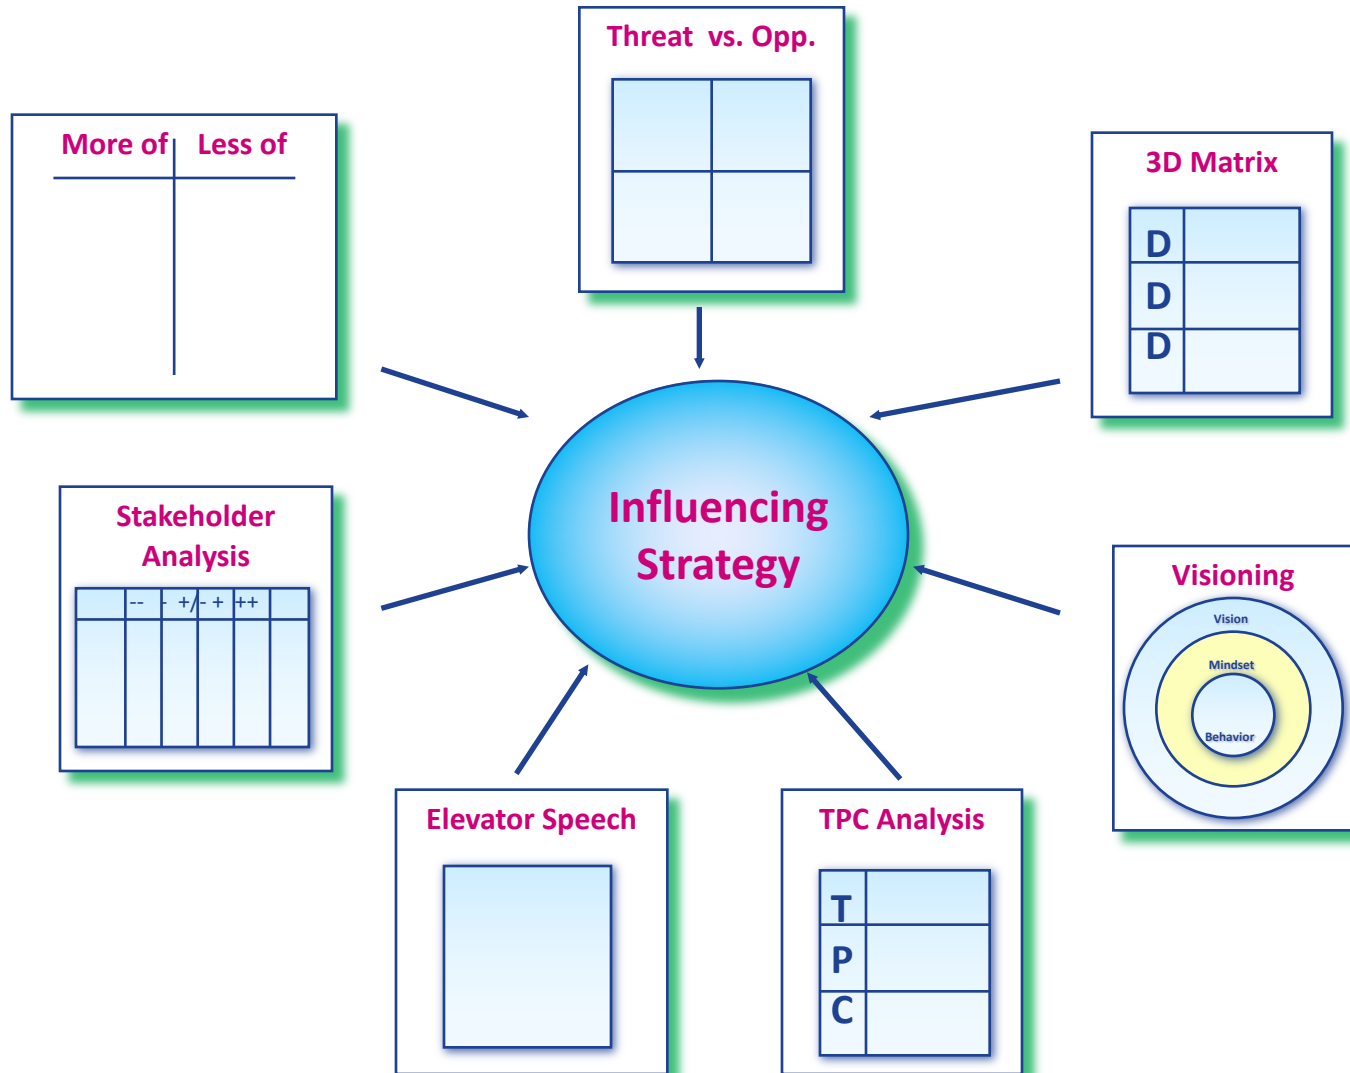 Threat vs. Opp.
More of Less of
3D Matrix
D
D
D
Influencing
Strategy
Stakeholder
Analysis
-- - +/- + ++
Visioning
Vision
Mindset
Behavior
Elevator Speech
TPC Analysis
T
P
C